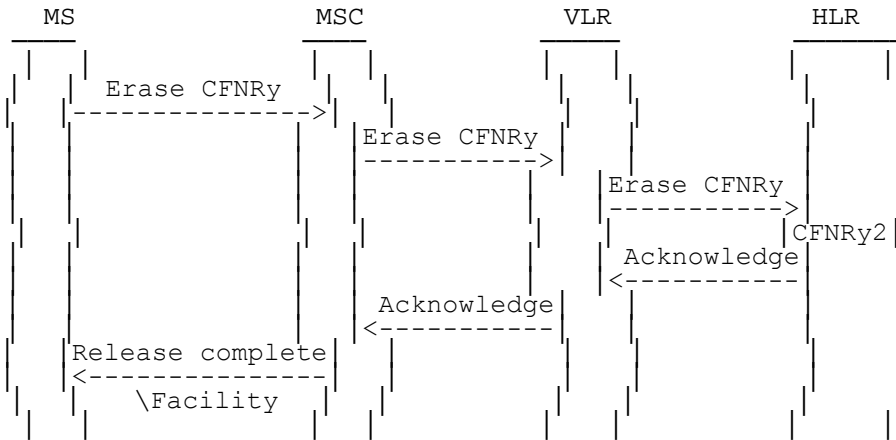 MS MSC VLR HLR
Erase CFNRy
Erase CFNRy
Erase CFNRy
CFNRy2
Acknowledge
Acknowledge
Release complete
\Facility